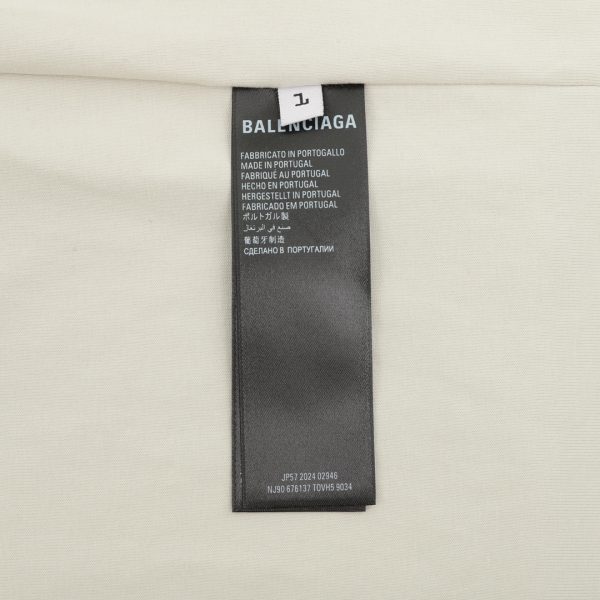 1
BALENCIAGA
FABBRICATO IN PORTOGALLO
MADE IN PORTUGAL
FABRIQUÉ AU PORTUGAL
HECHO EN PORTUGAL
HERGESTELLT IN PORTUGAL
FABRICADO EM PORTUGAL
ポルトガル製
صنع في البرتغال
葡萄牙制造
СДЕЛАНО В ПОРТУГАЛИИ
JP57 2024 02946
NJ90 676137 TOVH5 9034